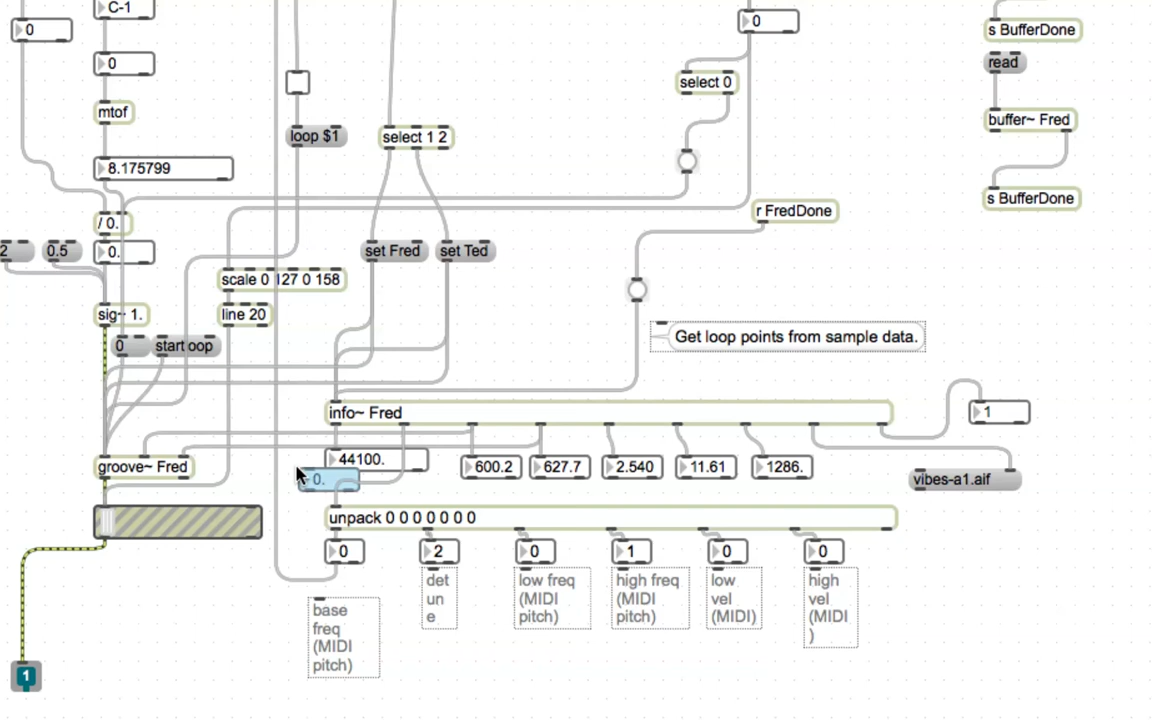 C-1
0
0
s BufferDone
0
read
select 0
mtof
buffer~ Fred
loop $1
select 1 2
8.175799
s BufferDone
r FredDone
/ 0.
2
0.5
0.
set Fred
set Ted
scale 0 127 0 158
sig~ 1.
line 20
0
Get loop points from sample data.
info~ Fred
1
44100.
groove~ Fred
600.2
627.7
2.540
11.61
1286.
0.
vibes-a1.aif
unpack 0 0 0 0 0 0 0
0
2
0
1
0
0
base
freq
(MIDI
pitch)
det
un
e
low freq
(MIDI
pitch)
high freq
(MIDI
pitch)
low
vel
(MIDI)
high
vel
(MIDI
)
1